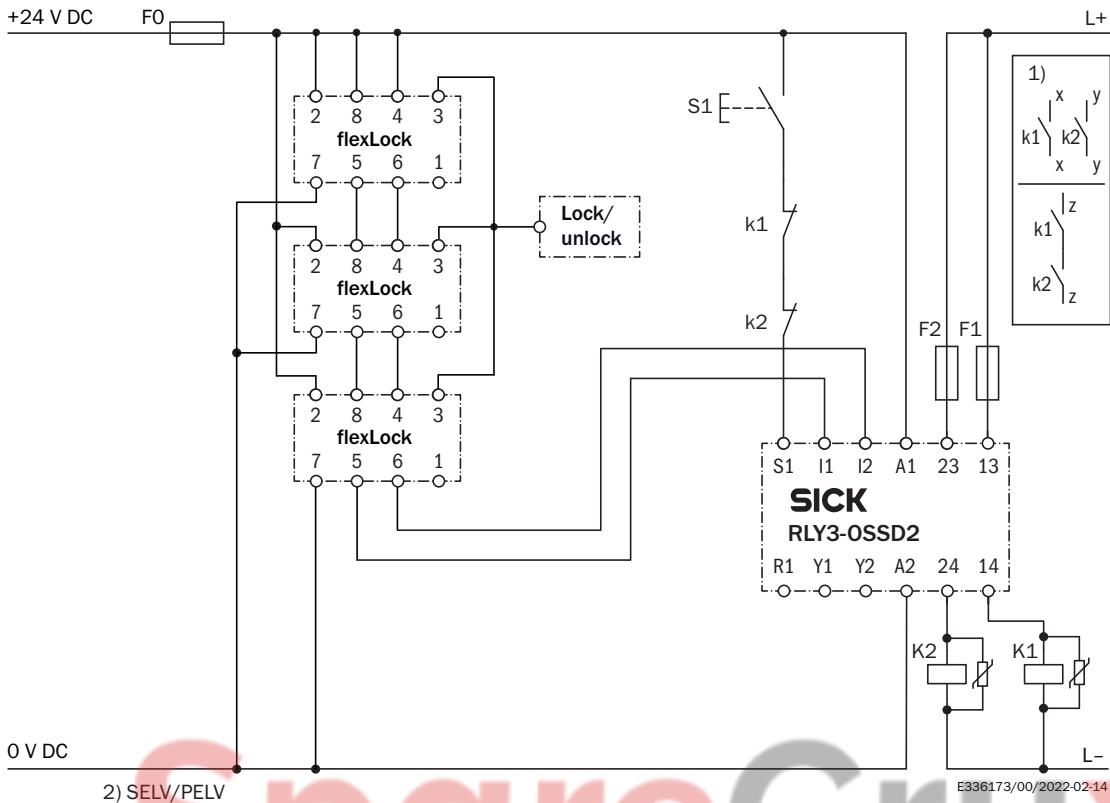 +24 V DC F0 L+
1)
x y
k1 k2
x y
z
k1
k2
z
2 8 4 3
flexLock
7 5 6 1
S1
Lock/
unlock
k1
2 8 4 3
flexLock
7 5 6 1
k2
F2 F1
2 8 4 3
flexLock
7 5 6 1
S1 I1 I2 A1 23 13
SICK
RLY3-OSSD2
R1 Y1 Y2 A2 24 14
K2 K1
0 V DC L–
2) SELV/PELV
E336173/00/2022-02-14